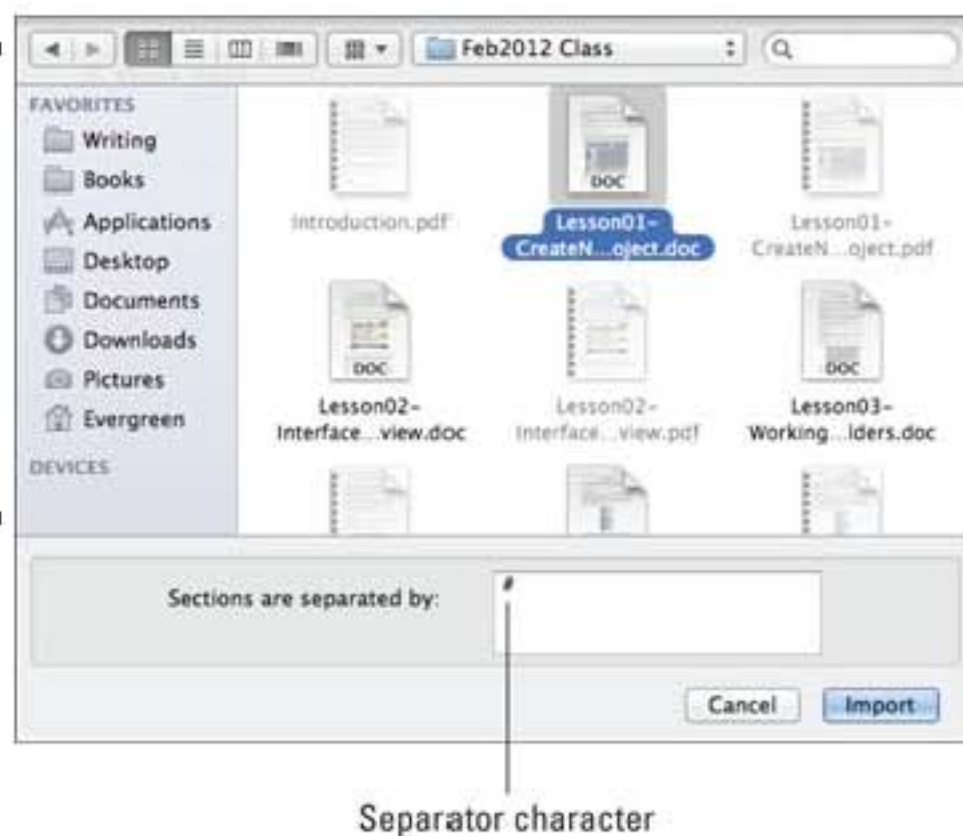 Feb2012 Class
FAVORITES
Writing
Books
Applications
Desktop
Documents
Downloads
Pictures
Evergreen
DEVICES
Introduction.pdf
DOC
Lesson01-
CreateN...oject.doc
Lesson01-
CreateN...oject.pdf
DOC
Lesson02-
Interface...view.doc
Lesson02-
Interface...view.pdf
DOC
Lesson03-
Working...lders.doc
Sections are separated by:
#
Cancel
Import
Separator character